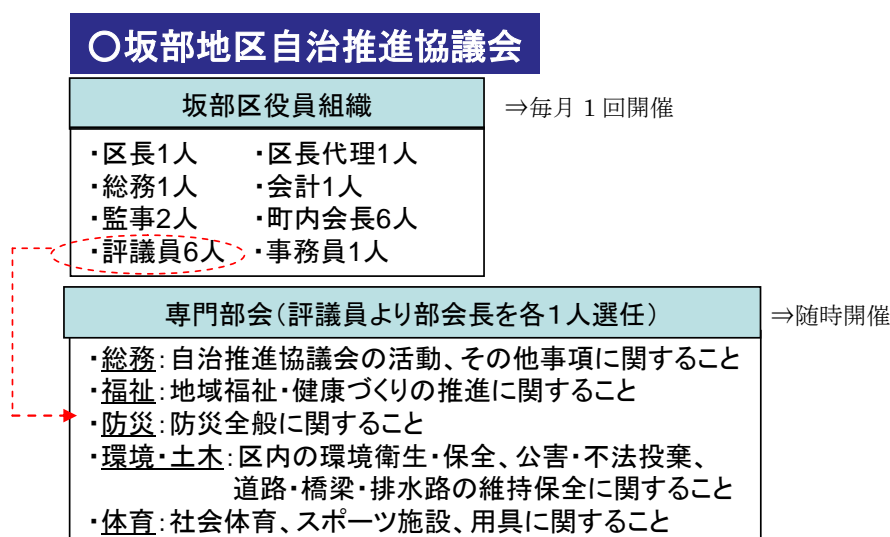 ○坂部地区自治推進協議会
坂部区役員組織
⇒毎月1回開催
・区長1人 ・区長代理1人
・総務1人 ・会計1人
・監事2人 ・町内会長6人
・評議員6人 ・事務員1人
専門部会(評議員より部会長を各1人選任)
⇒随時開催
・総務:自治推進協議会の活動、その他事項に関すること
・福祉:地域福祉・健康づくりの推進に関すること
・防災:防災全般に関すること
・環境・土木:区内の環境衛生・保全、公害・不法投棄、
道路・橋梁・排水路の維持保全に関すること
・体育:社会体育、スポーツ施設、用具に関すること